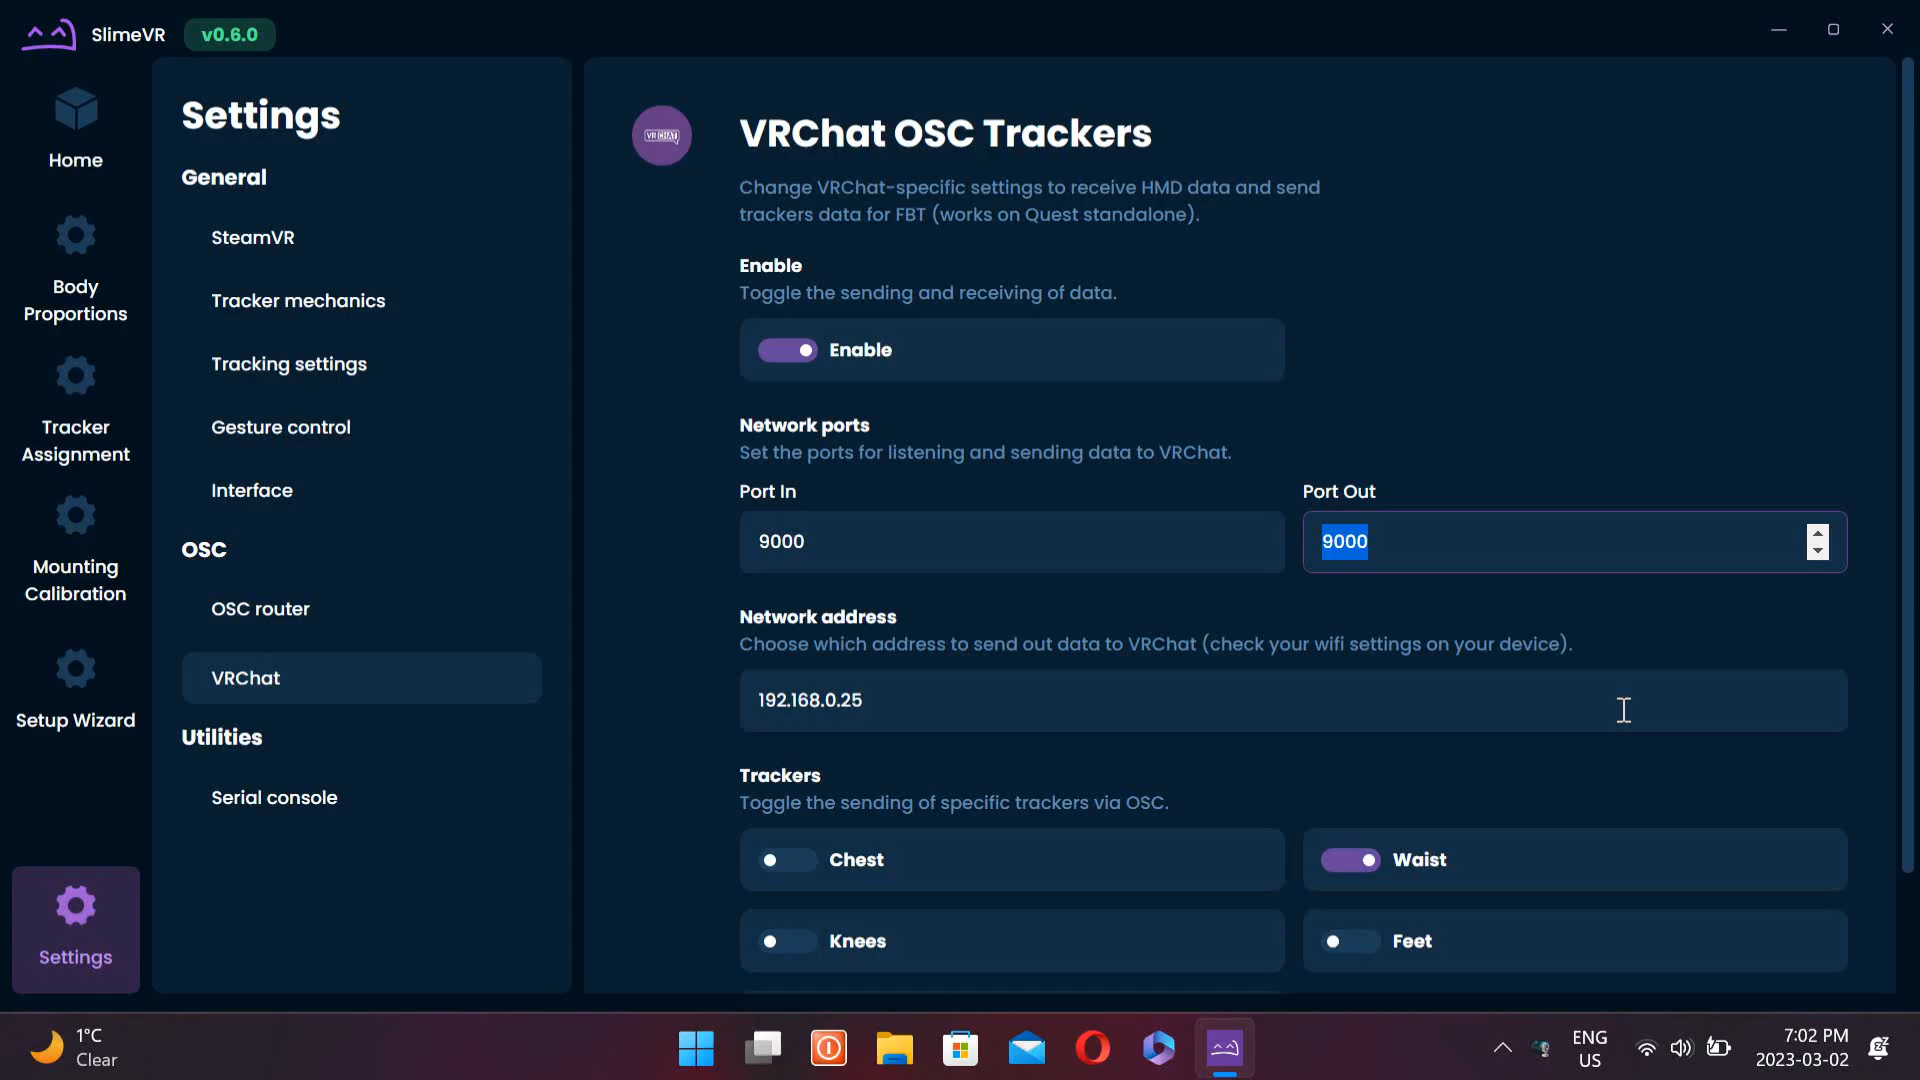 SlimeVR
v0.6.0
Home
Body
Proportions
Tracker
Assignment
Mounting
Calibration
Setup Wizard
Settings
Settings
General
SteamVR
Tracker mechanics
Tracking settings
Gesture control
Interface
OSC
OSC router
VRChat
Utilities
Serial console
VRCHAT
VRChat OSC Trackers
Change VRChat-specific settings to receive HMD data and send
trackers data for FBT (works on Quest standalone).
Enable
Toggle the sending and receiving of data.
Enable
Network ports
Set the ports for listening and sending data to VRChat.
Port In
Port Out
9000
9000
Network address
Choose which address to send out data to VRChat (check your wifi settings on your device).
192.168.0.25
Trackers
Toggle the sending of specific trackers via OSC.
Chest
Waist
Knees
Feet
1°C
Clear
ENG
US
7:02 PM
2023-03-02